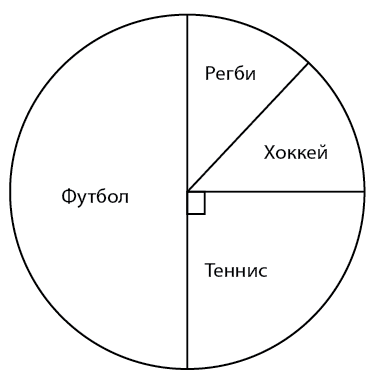 Регби
Хоккей
Футбол
Теннис